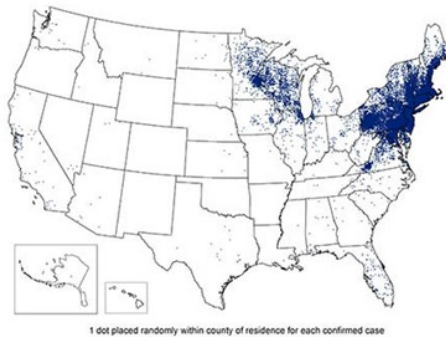 1 dot placed randomly within county of residence for each confirmed case